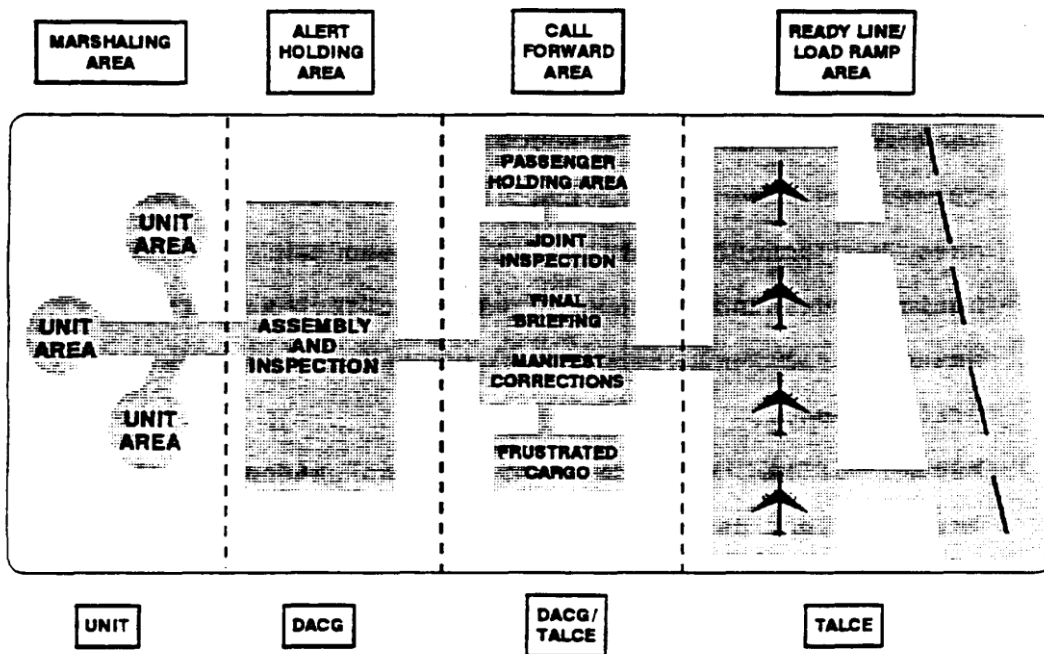 MARSHALING
AREA
ALERT
HOLDING
AREA
CALL
FORWARD
AREA
READY LINE/
LOAD RAMP
AREA
UNIT
AREA
UNIT
AREA
UNIT
AREA
ASSEMBLY
AND
INSPECTION
PASSENGER
HOLDING AREA
JOINT
INSPECTION
FINAL
BRIEFING
MANIFEST
CORRECTIONS
FRUSTRATED
CARGO
UNIT
DACG
DACG/
TALCE
TALCE